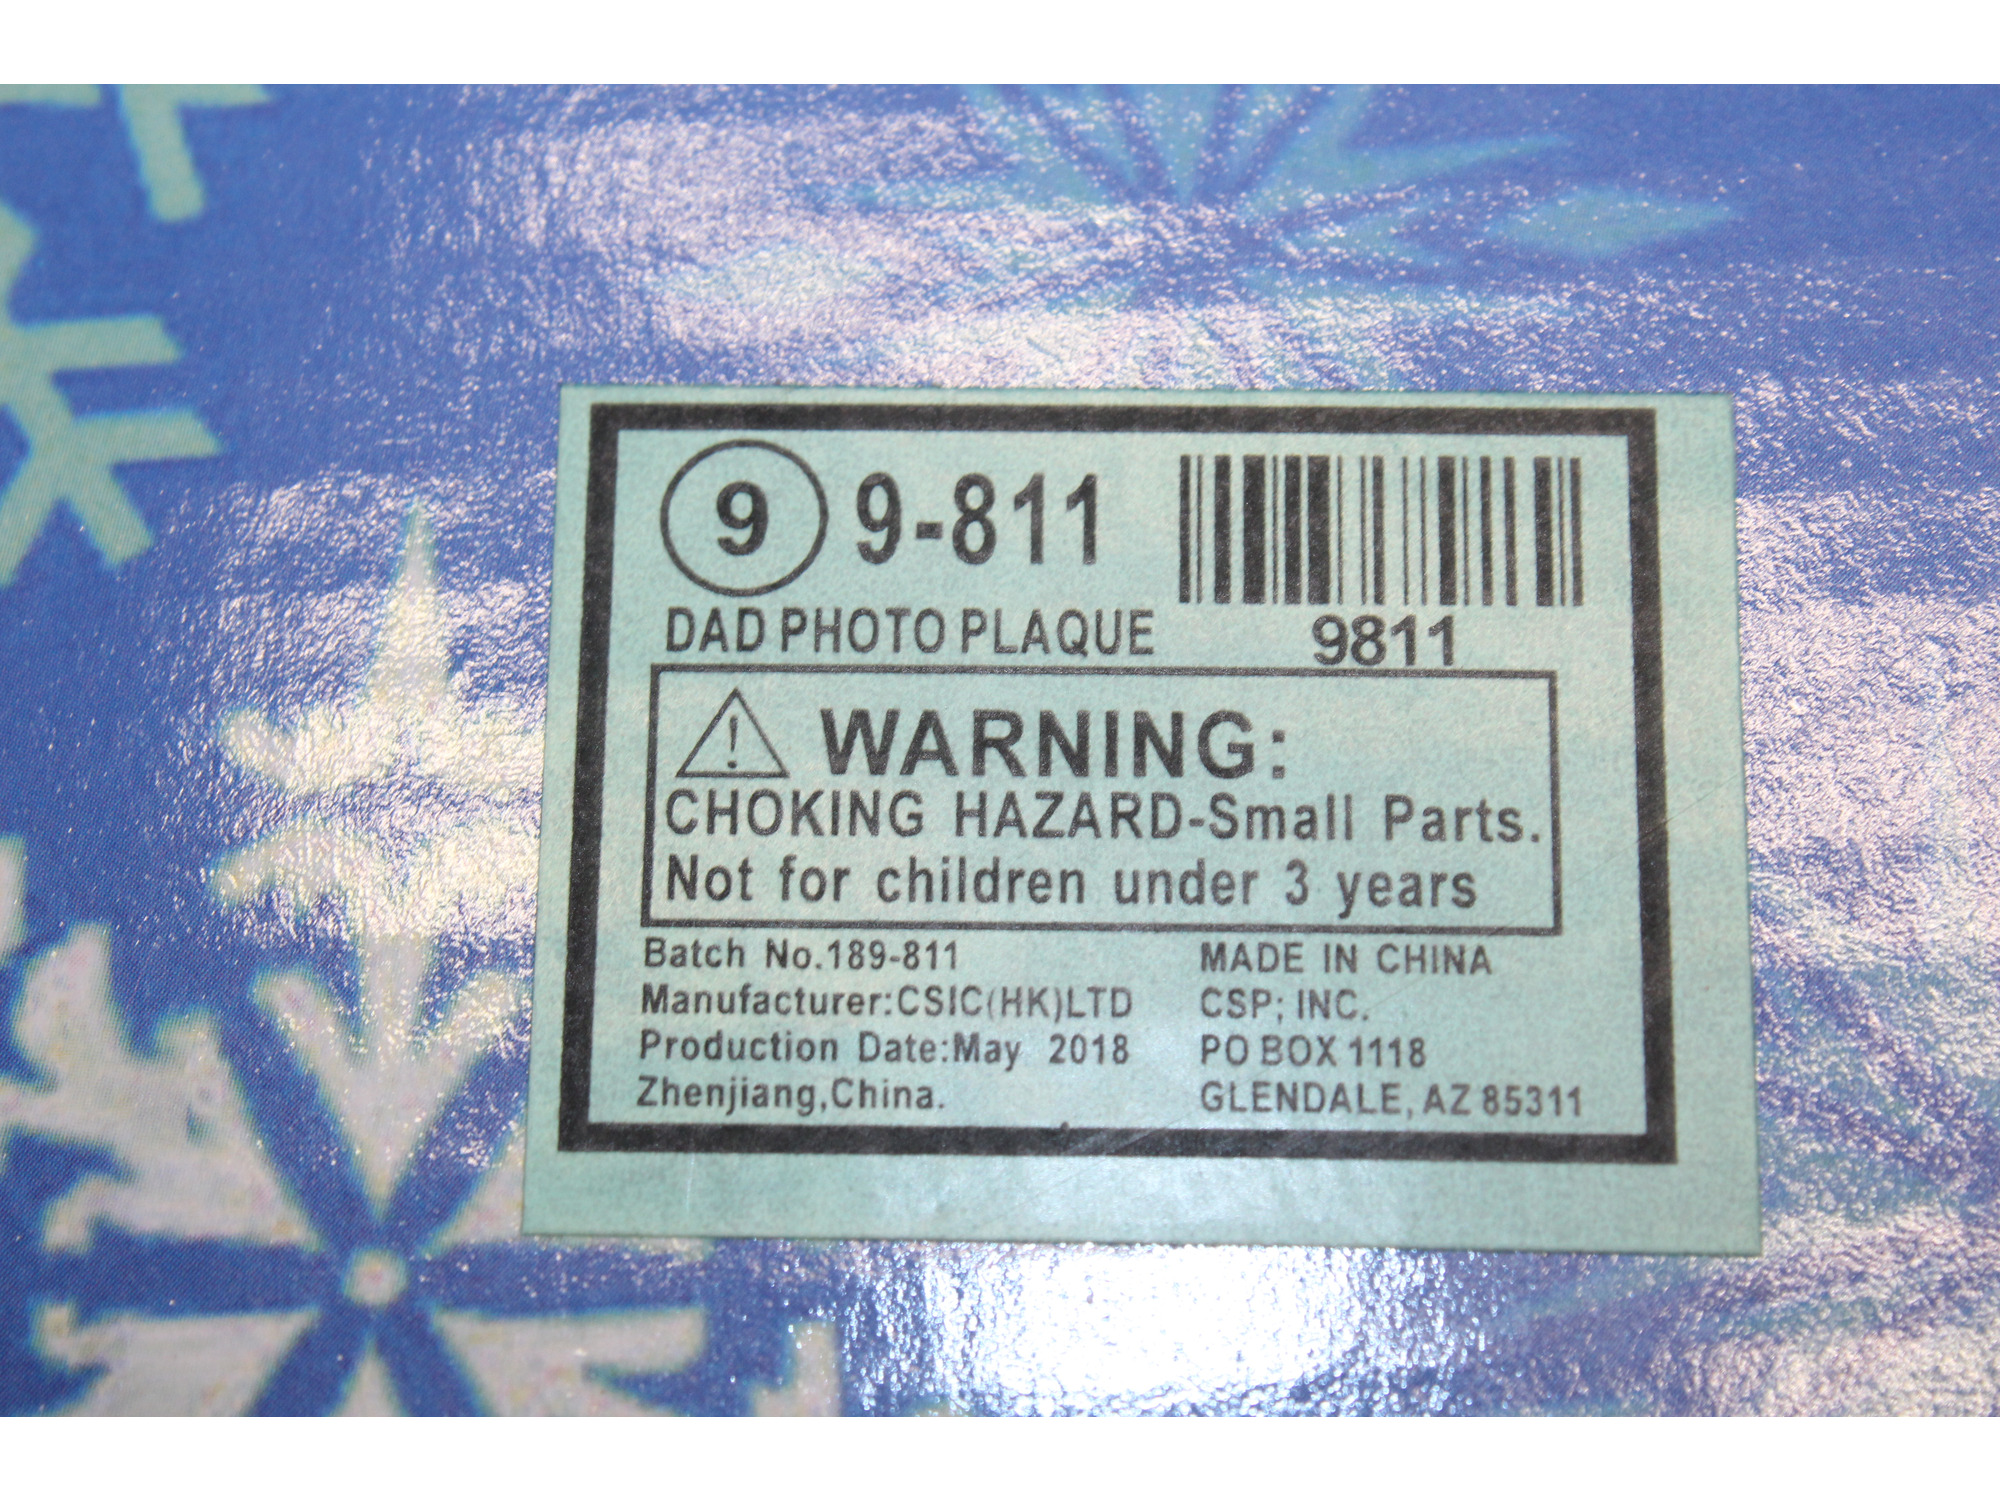 9 9-811
DAD PHOTO PLAQUE
9811
WARNING:
CHOKING HAZARD-Small Parts.
Not for children under 3 years
Batch No.189-811
Manufacturer:CSIC(HK)LTD
Production Date:May 2018
Zhenjiang,China.
MADE IN CHINA
CSP; INC.
PO BOX 1118
GLENDALE, AZ 85311